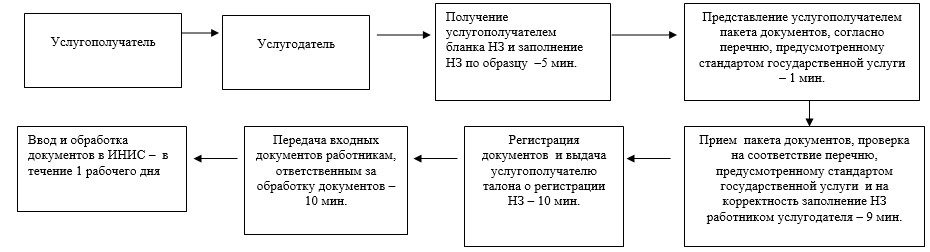 Услугополучатель
Услугодатель
Получение
услугополучателем
бланка НЗ и заполнение
НЗ по образцу –5 мин.
Представление услугополучателем
пакета документов, согласно
перечню, предусмотренному
стандартом государственной услуги
– 1 мин.
Прием пакета документов, проверка
на соответствие перечню,
предусмотренному стандартом
государственной услуги и на
корректность заполнение НЗ
работником услугодателя – 9 мин.
Регистрация
документов и выдача
услугополучателю
талона о регистрации
НЗ – 10 мин.
Передача входных
документов работникам,
ответственным за
обработку документов –
10 мин.
Ввод и обработка
документов в ИНИС – в
течение 1 рабочего дня